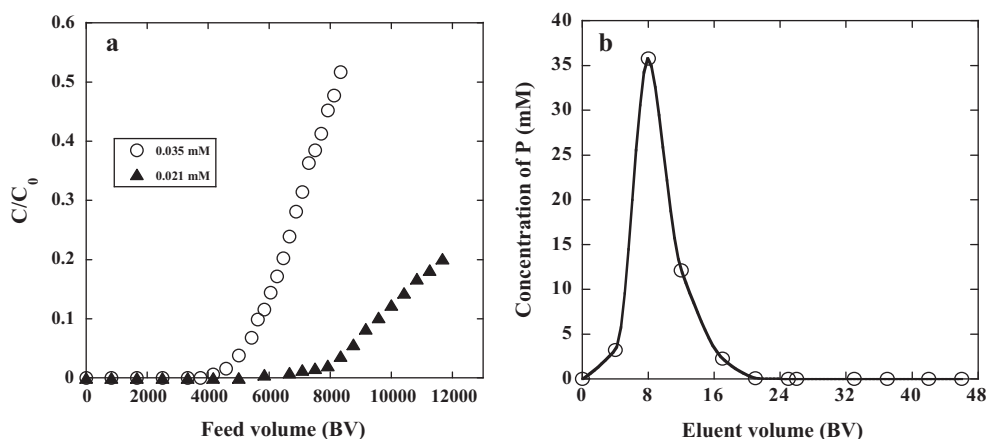 a
0.6
0.5
0.4
0.3
0.2
0.1
0
C/C0
0.035 mM
0.021 mM
0 2000 4000 6000 8000 10000 12000
Feed volume (BV)
b
40
35
30
25
20
15
10
5
0
Concentration of P (mM)
0 8 16 24 32 40 48
Eluent volume (BV)